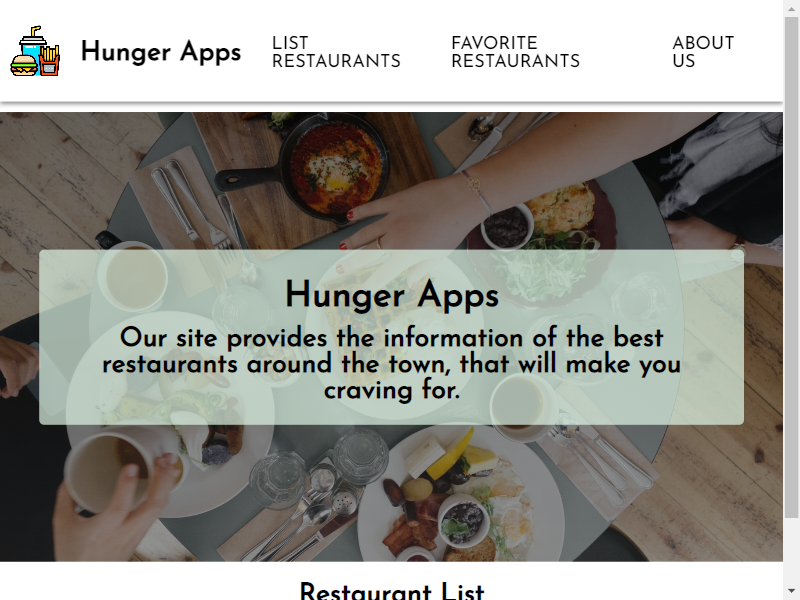 Hunger Apps
LIST
RESTAURANTS
FAVORITE
RESTAURANTS
ABOUT
US
Hunger Apps
Our site provides the information of the best
restaurants around the town, that will make you
craving for.
Restaurant List